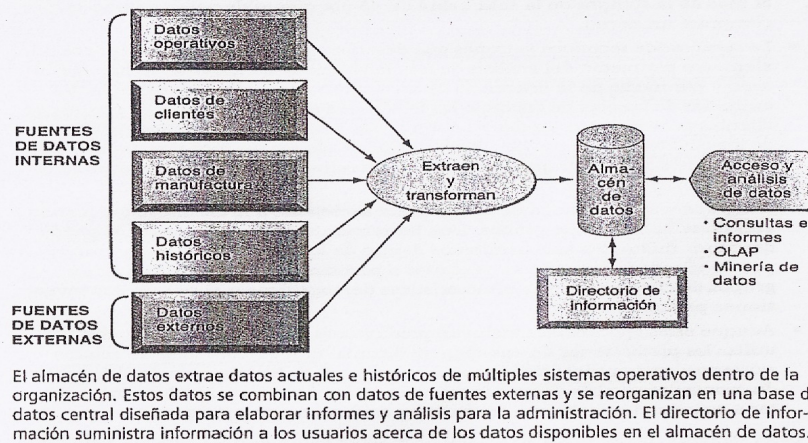 Datos
operativos
Datos de
clientes
FUENTES
DE DATOS
INTERNAS
Datos de
manufactura
Datos
históricos
FUENTES
DE DATOS
EXTERNAS
Datos
externos
Extraen
y
transforman
Alma-
cén
de
datos
Directorio de
información
Acceso y
análisis
de datos
• Consultas e
informes
• OLAP
• Minería de
datos
El almacén de datos extrae datos actuales e históricos de múltiples sistemas operativos dentro de la
organización. Estos datos se combinan con datos de fuentes externas y se reorganizan en una base d
datos central diseñada para elaborar informes y análisis para la administración. El directorio de infor-
mación suministra información a los usuarios acerca de los datos disponibles en el almacén de datos